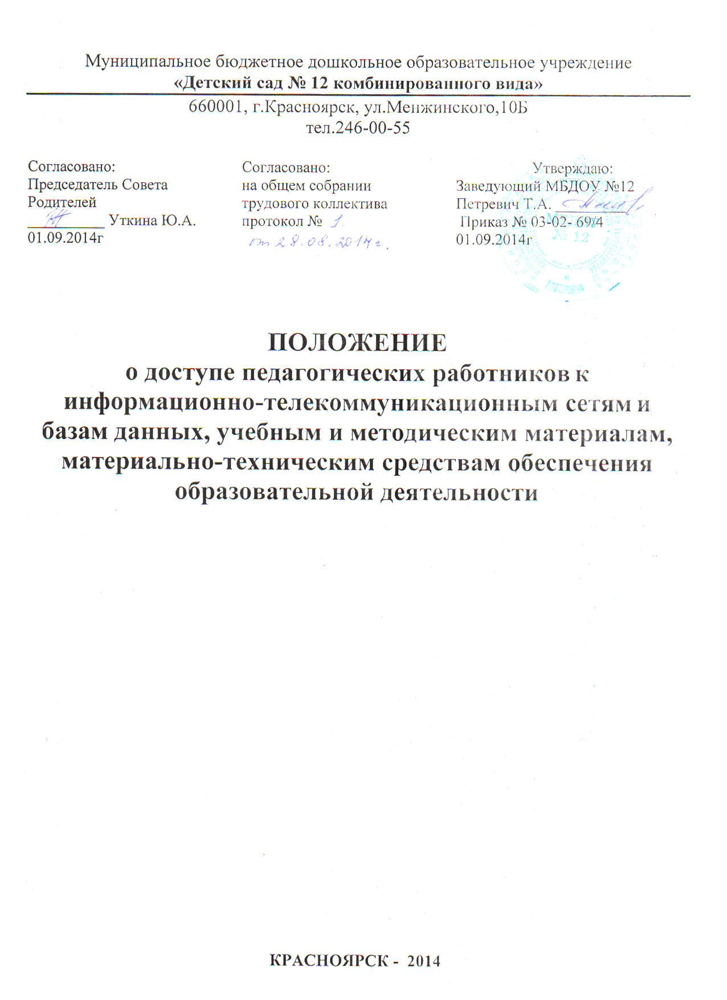 Муниципальное бюджетное дошкольное образовательное учреждение
«Детский сад № 12 комбинированного вида»
660001, г.Красноярск, ул.Менжинского,10Б
тел.246-00-55
Согласовано:
Председатель Совета
Родителей
__________ Уткина Ю.А.
01.09.2014г
Согласовано:
на общем собрании
трудового коллектива
протокол № 1
от 28.08.2014г.
Утверждаю:
Заведующий МБДОУ №12
Петревич Т.А. _________
Приказ № 03-02- 69/4
01.09.2014г
№ 12
ПОЛОЖЕНИЕ
о доступе педагогических работников к
информационно-телекоммуникационным сетям и
базам данных, учебным и методическим материалам,
материально-техническим средствам обеспечения
образовательной деятельности
КРАСНОЯРСК - 2014